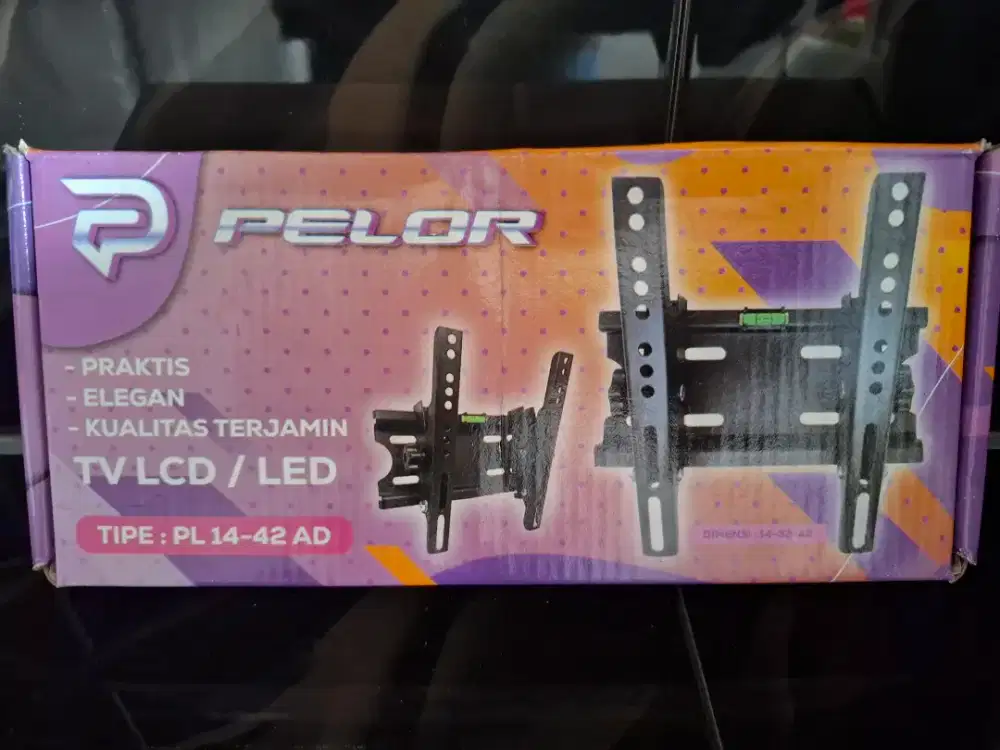 PELOR
- PRAKTIS
- ELEGAN
- KUALITAS TERJAMIN
TV LCD / LED
TIPE : PL 14-42 AD